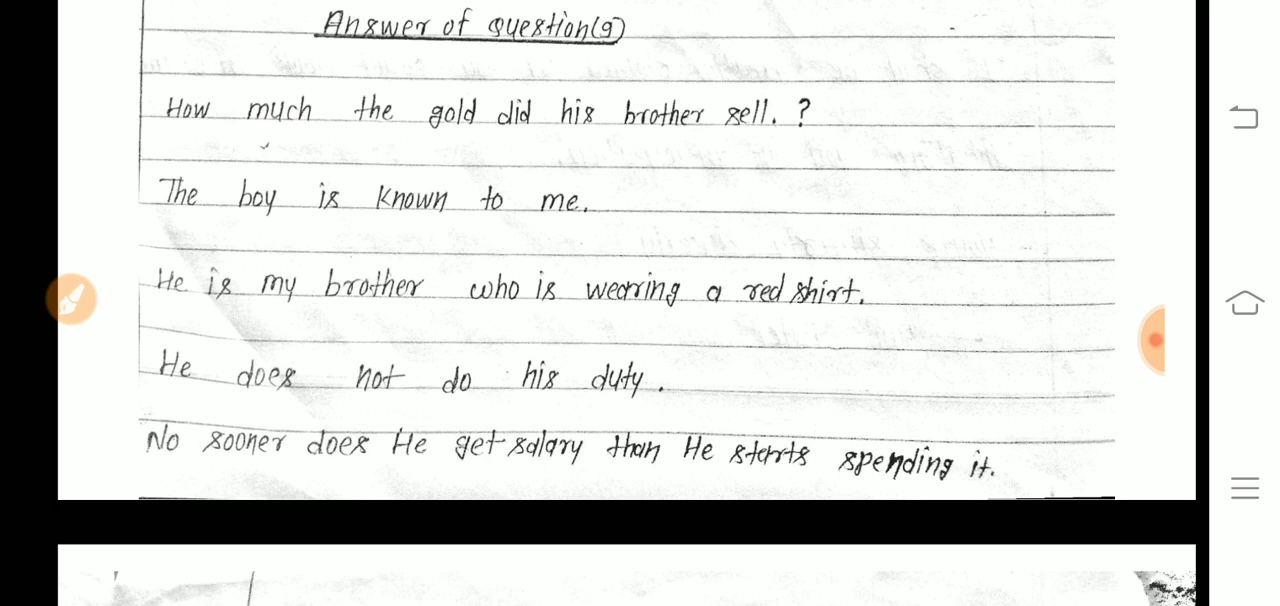 Answer of question(9)
How much the gold did his brother sell. ?
The boy is known to me.
He is my brother who is wearing a red shirt.
He does not do his duty.
No sooner does He get salary than He starts spending it.